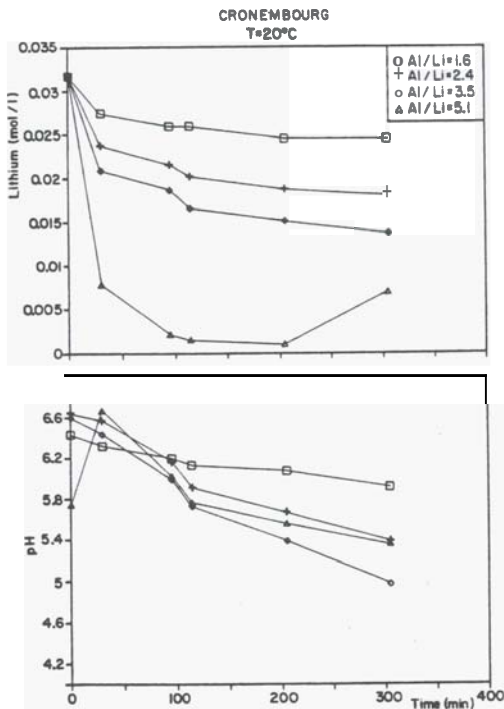 CRONEMBOURG
T=20°C
Lithium (mol/l)
0.035
0.03
0.025
0.02
0.015
0.01
0.005
0
Al/Li=1.6
Al/Li=2.4
Al/Li=3.5
Al/Li=5.1
pH
6.6
6.2
5.8
5.4
5
4.6
4.2
0
100
200
300
400
Time (min)